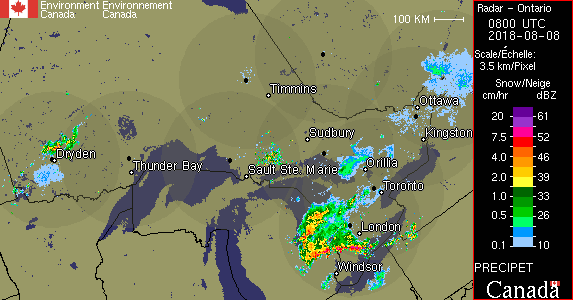 Environment Environnement
Canada Canada
100 KM
Timmins
Ottawa
Sudbury
Kingston
Dryden
Thunder Bay
Sault Ste. Marie
Orillia
Toronto
London
Windsor
Radar - Ontario
0800 UTC
2018-08-08
Scale/Échelle:
3.5 km/Pixel
Snow/Neige
cm/hr dBZ
20 61
7.5 52
4.0 46
2.0 39
1.0 33
0.5 26
0.1 10
PRECIPET
Canada